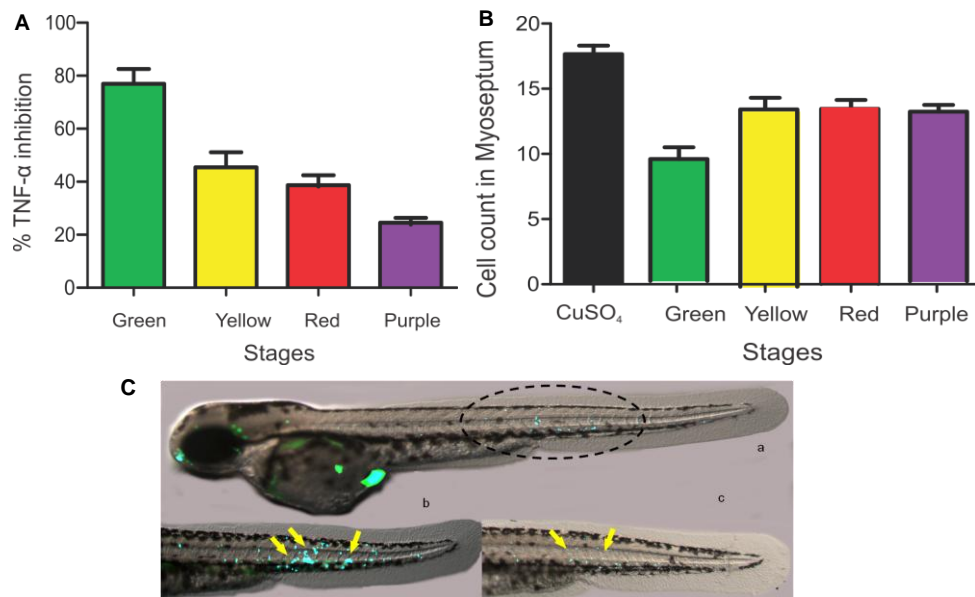 A
% TNF-α inhibition
100
80
60
40
20
0
Green Yellow Red Purple
Stages
B
Cell count in Myoseptum
20
15
10
5
0
CuSO₄ Green Yellow Red Purple
Stages
C
a
b
c